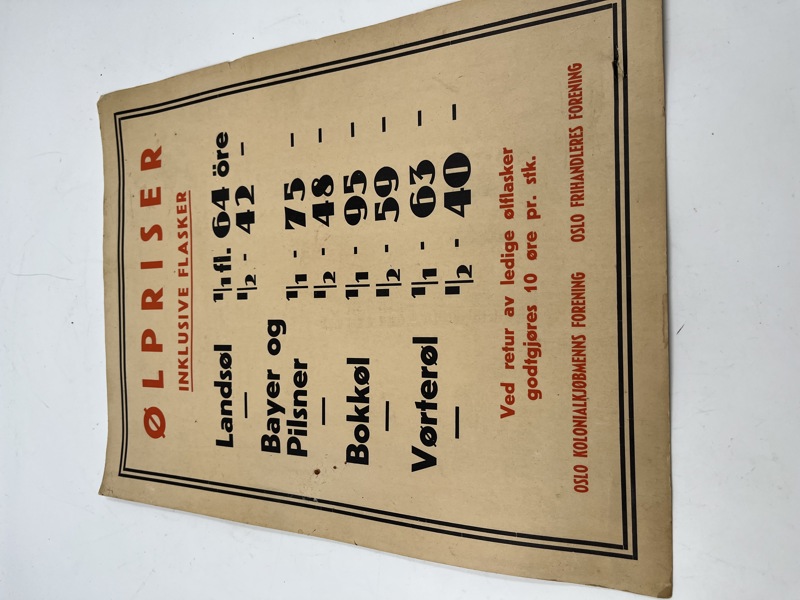 ØLPRISER
INKLUSIVE FLASKER
Landsøl 1/1 fl. 64 öre
— 1/2 - 42 —
Bayer og
Pilsner 1/1 - 75 —
— 1/2 - 48 —
Bokkøl 1/1 - 95 —
— 1/2 - 59 —
Vørterøl 1/1 - 63 —
— 1/2 - 40 —
Ved retur av ledige ølflasker
godtgjøres 10 øre pr. stk.
OSLO KOLONIALKJØBMENNS FORENING OSLO FRIHANDLERES FORENING